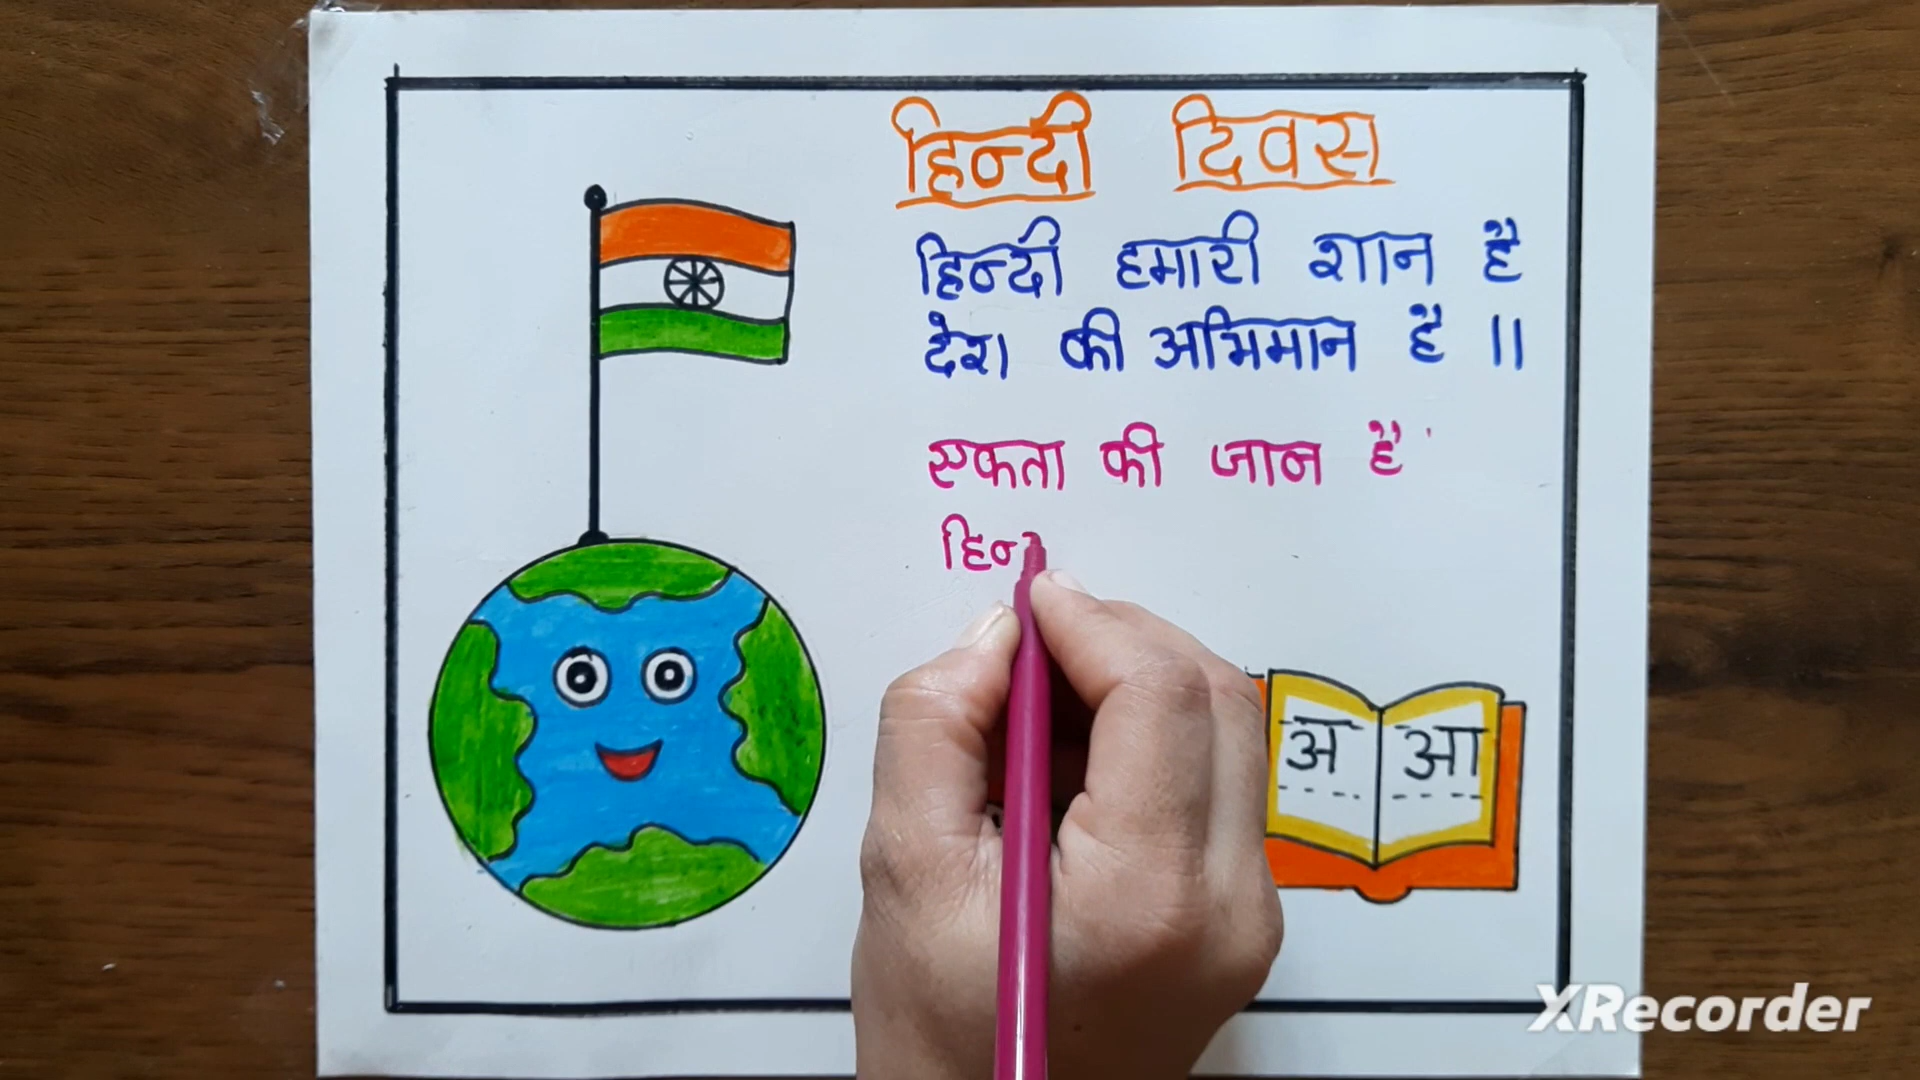 हिन्दी दिवस
हिन्दी हमारी शान है
देश की अभिमान है ॥
एकता की जान है
हिन्
अ आ
XRecorder